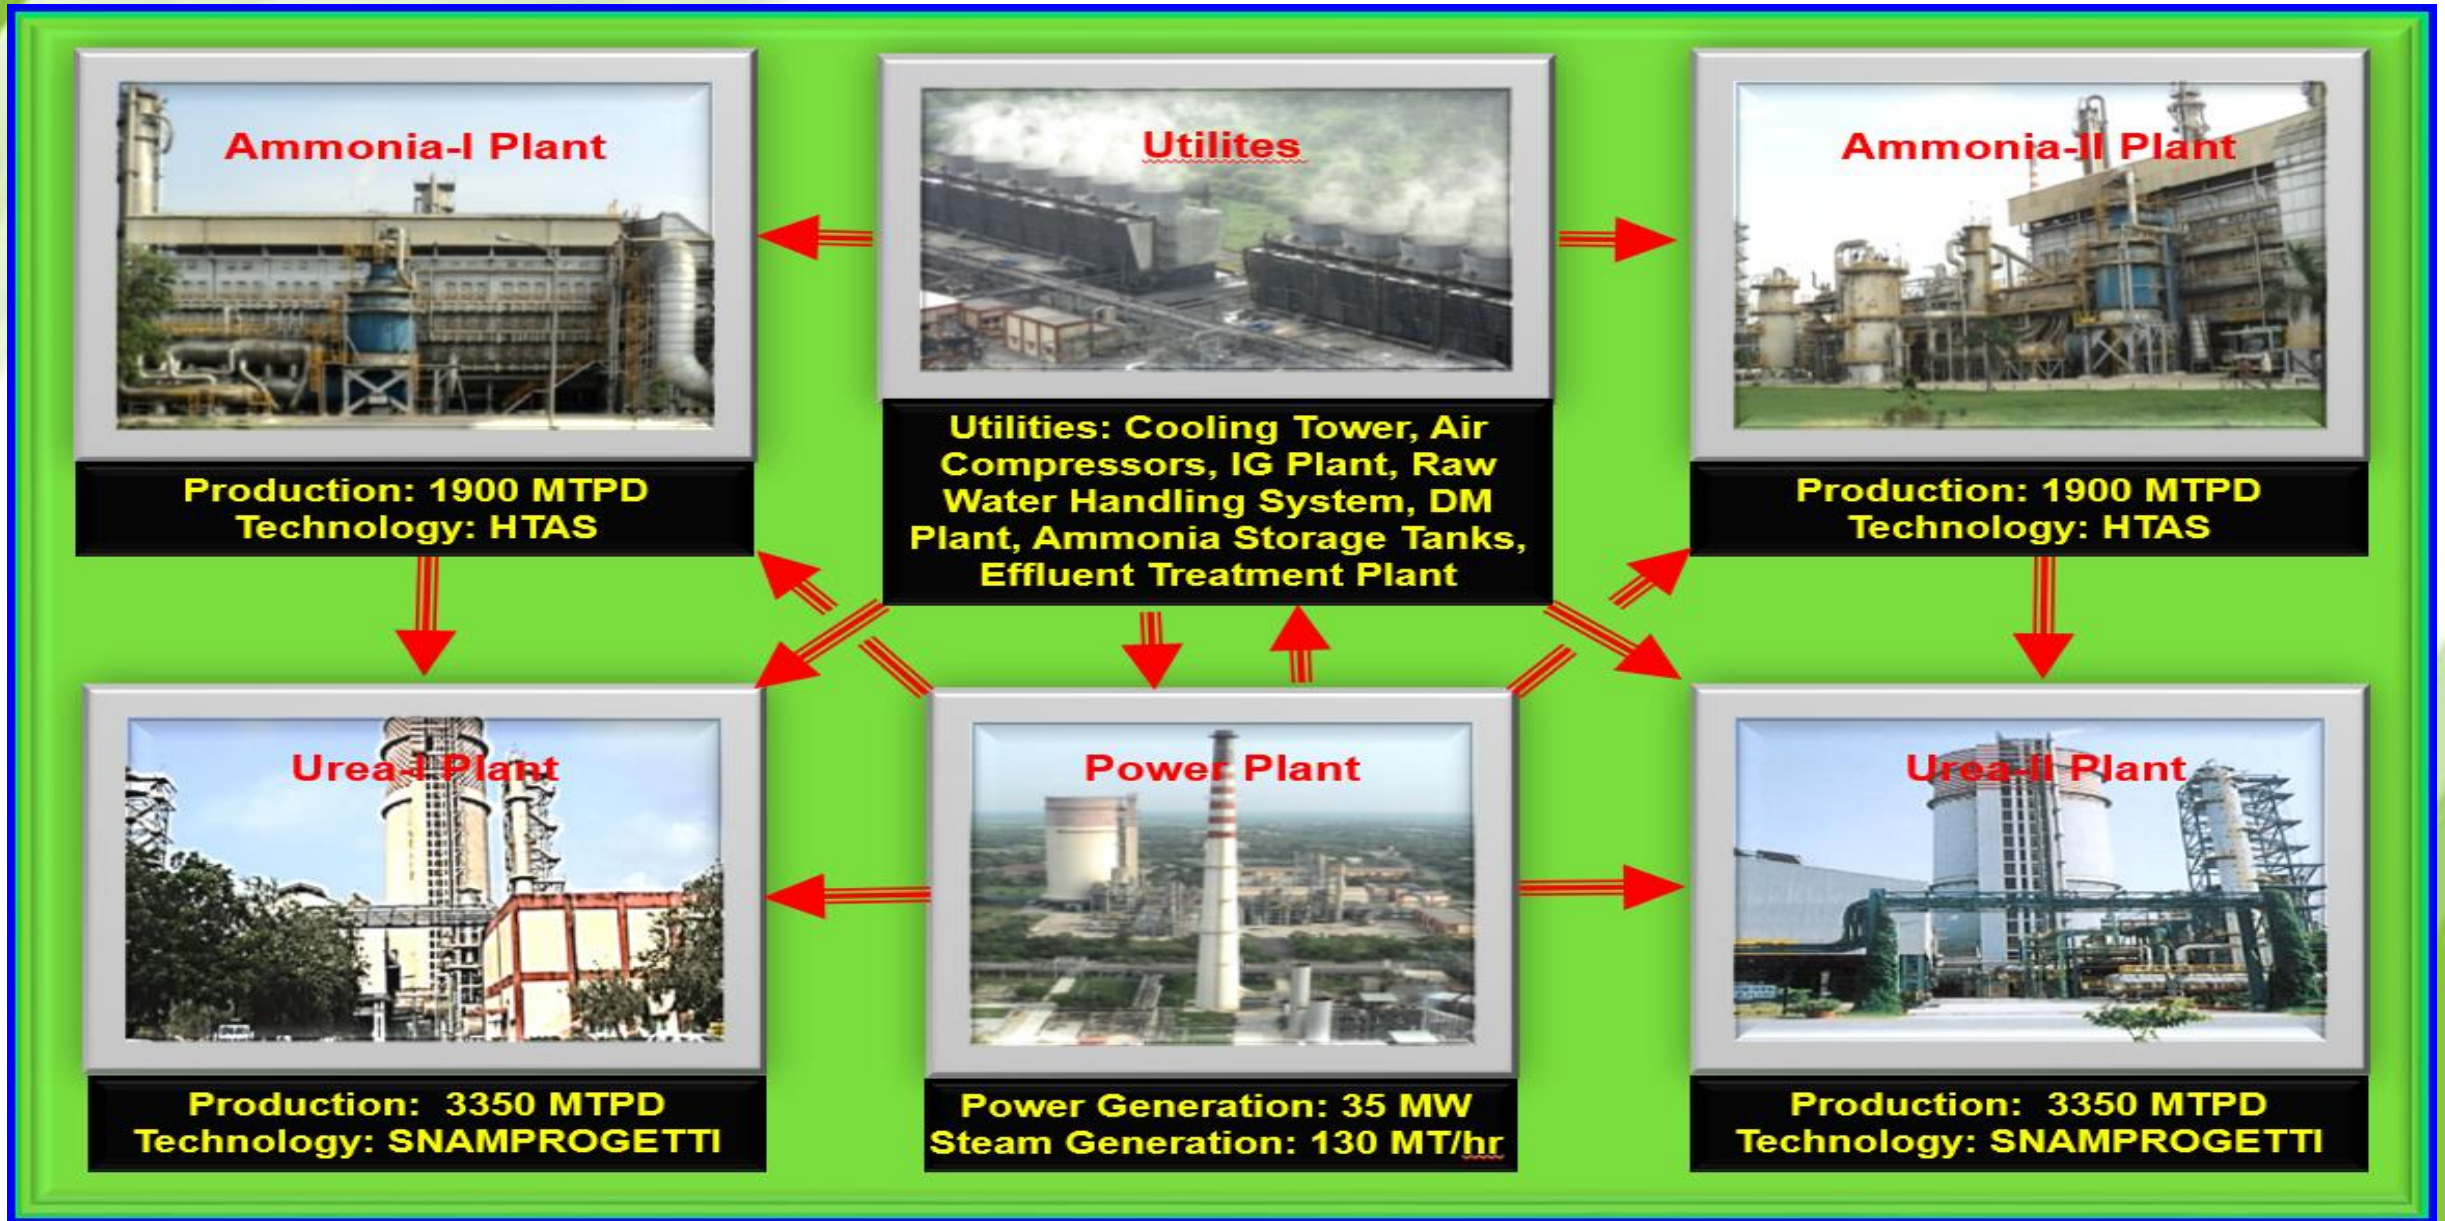 Ammonia-I Plant
Production: 1900 MTPD
Technology: HTAS
Utilites
Utilities: Cooling Tower, Air
Compressors, IG Plant, Raw
Water Handling System, DM
Plant, Ammonia Storage Tanks,
Effluent Treatment Plant
Ammonia-II Plant
Production: 1900 MTPD
Technology: HTAS
Urea-I Plant
Production: 3350 MTPD
Technology: SNAMPROGETTI
Power Plant
Power Generation: 35 MW
Steam Generation: 130 MT/hr
Urea-II Plant
Production: 3350 MTPD
Technology: SNAMPROGETTI